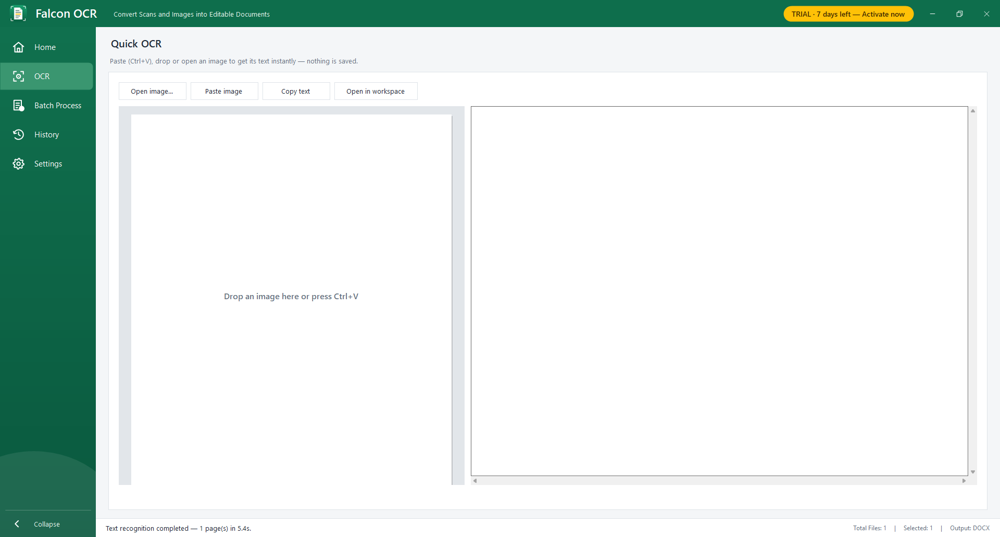 Falcon OCR
Convert Scans and Images into Editable Documents
TRIAL · 7 days left — Activate now
Home
OCR
Batch Process
History
Settings
Collapse
Quick OCR
Paste (Ctrl+V), drop or open an image to get its text instantly — nothing is saved.
Open image...
Paste image
Copy text
Open in workspace
Drop an image here or press Ctrl+V
Text recognition completed — 1 page(s) in 5.4s.
Total Files: 1 | Selected: 1 | Output: DOCX